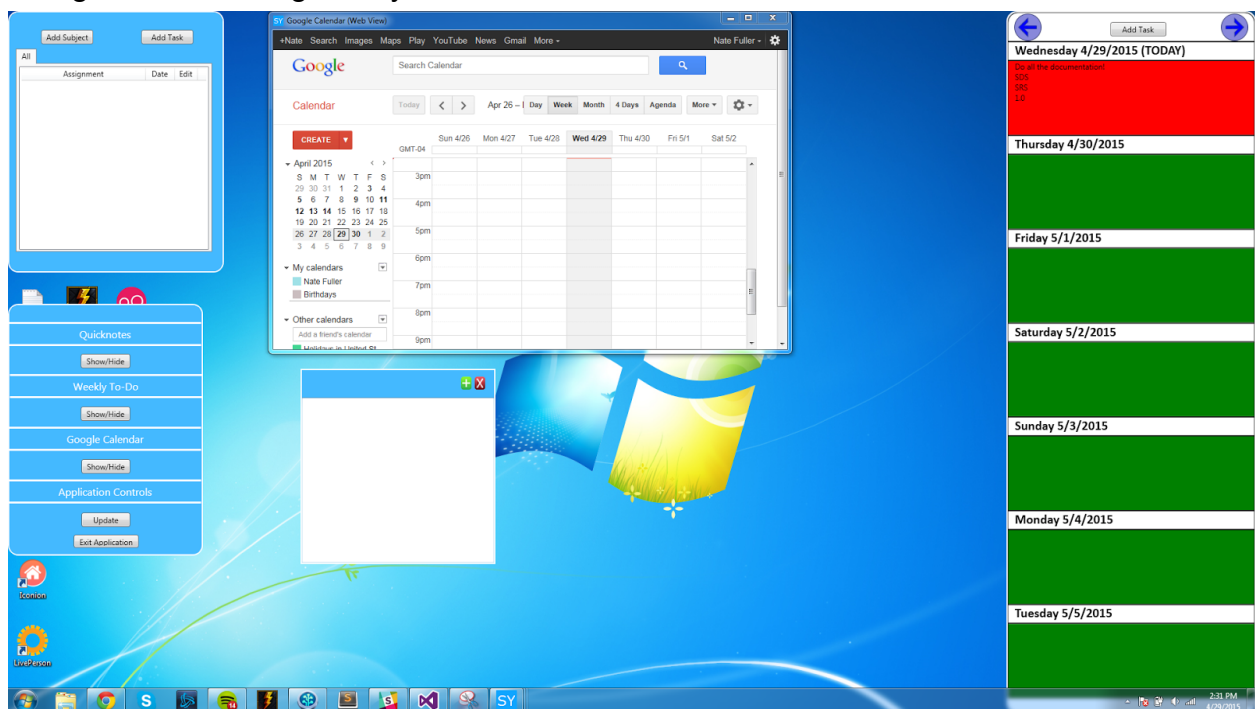 Add Subject Add Task
All
Assignment Date Edit
Quicknotes
Show/Hide
Weekly To-Do
Show/Hide
Google Calendar
Show/Hide
Application Controls
Update
Exit Application
Iconion
LivePerson
SY Google Calendar (Web View)
+Nate Search Images Maps Play YouTube News Gmail More
Nate Fuller
Google
Search Calendar
Calendar
Today Apr 26 – Day Week Month 4 Days Agenda More
CREATE
Sun 4/26 Mon 4/27 Tue 4/28 Wed 4/29 Thu 4/30 Fri 5/1 Sat 5/2
GMT-04
April 2015
S M T W T F S
29 30 31 1 2 3 4
5 6 7 8 9 10 11
12 13 14 15 16 17 18
19 20 21 22 23 24 25
26 27 28 29 30 1 2
3 4 5 6 7 8 9
My calendars
Nate Fuller
Birthdays
Other calendars
Add a friend's calendar
3pm
4pm
5pm
6pm
7pm
8pm
9pm
Add Task
Wednesday 4/29/2015 (TODAY)
Do all the documentation!
SDS
SRS
1.0
Thursday 4/30/2015
Friday 5/1/2015
Saturday 5/2/2015
Sunday 5/3/2015
Monday 5/4/2015
Tuesday 5/5/2015
SY
2:31 PM
4/29/2015